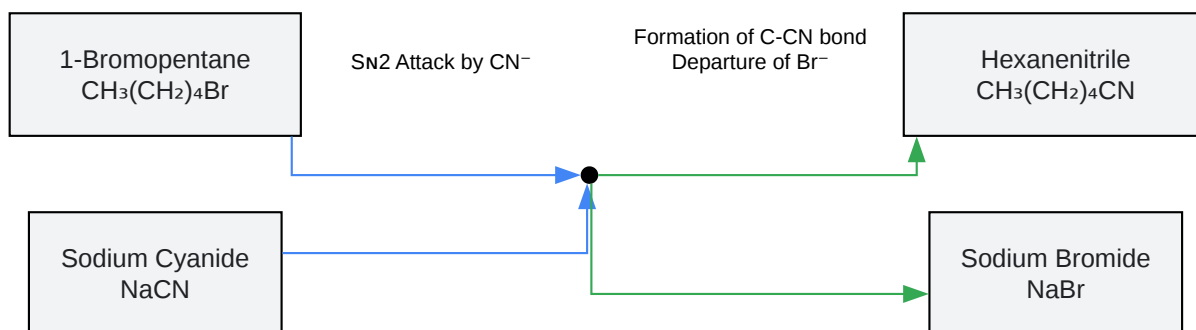 1-Bromopentane
CH₃(CH₂)₄Br
Sɴ2 Attack by CN⁻
Formation of C-CN bond
Departure of Br⁻
Hexanenitrile
CH₃(CH₂)₄CN
Sodium Cyanide
NaCN
Sodium Bromide
NaBr